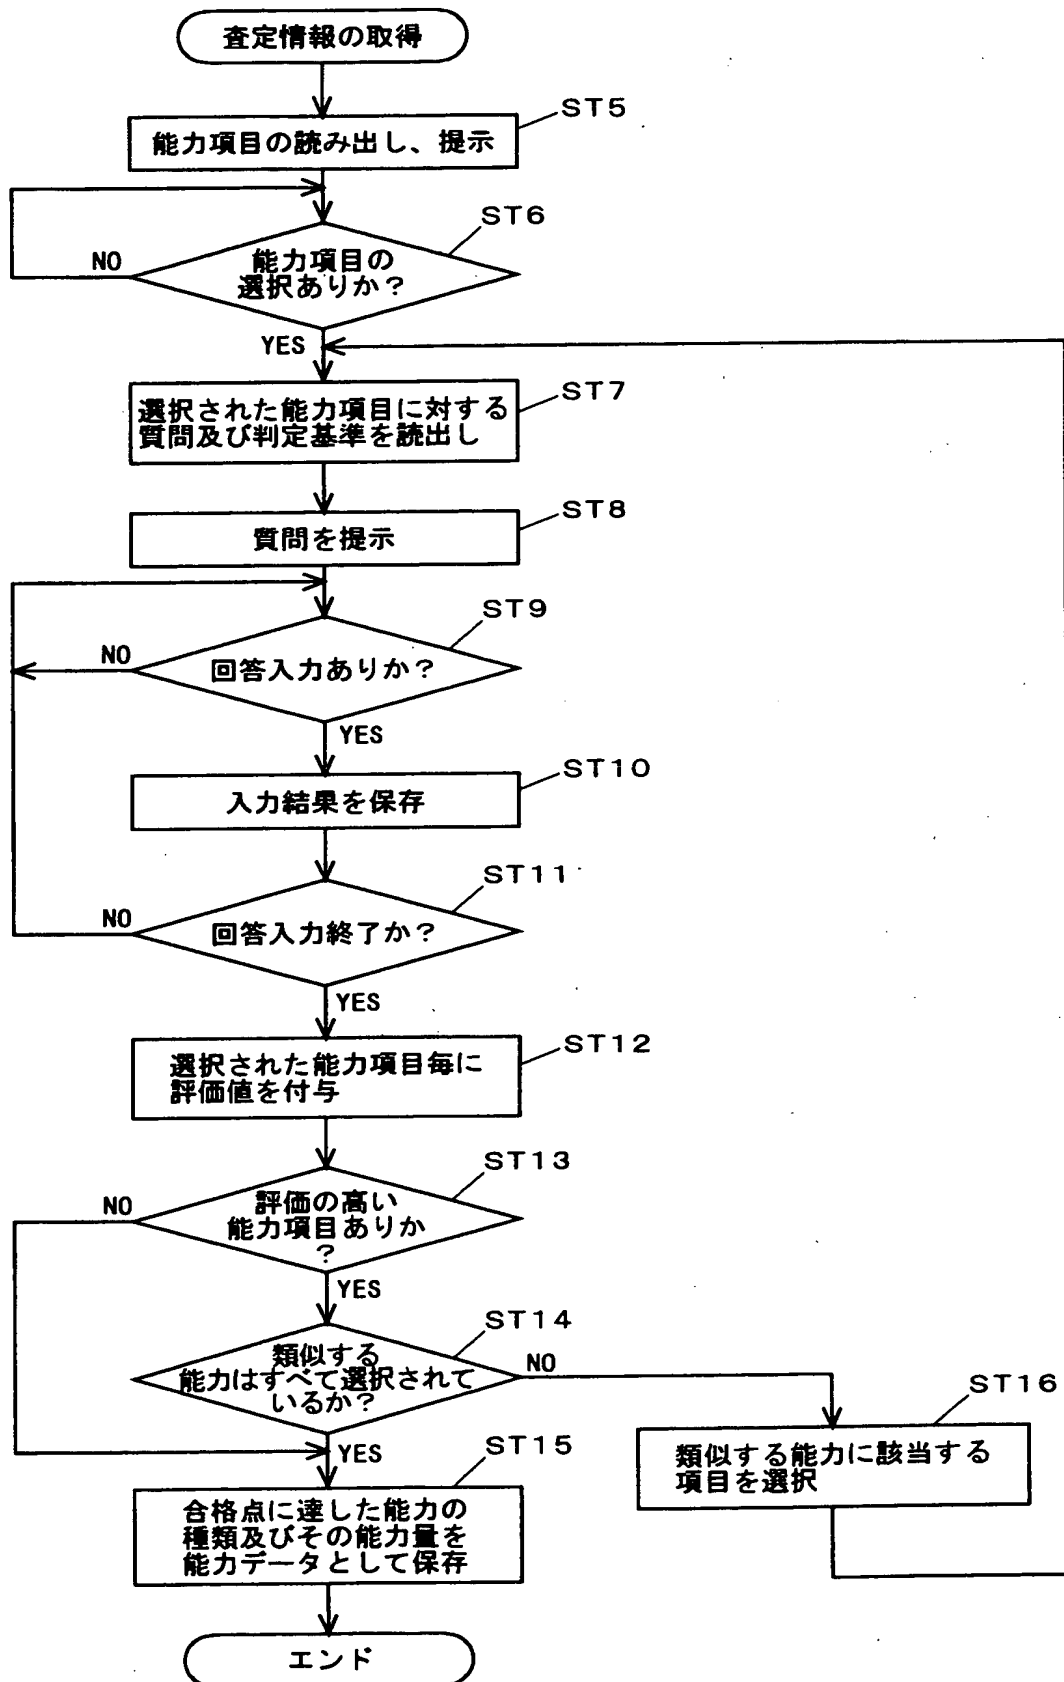 査定情報の取得
ST5
能力項目の読み出し、提示
ST6
能力項目の
選択ありか?
NO
YES
ST7
選択された能力項目に対する
質問及び判定基準を読出し
ST8
質問を提示
ST9
回答入力ありか?
NO
YES
ST10
入力結果を保存
ST11
回答入力終了か?
NO
YES
ST12
選択された能力項目毎に
評価値を付与
ST13
評価の高い
能力項目ありか
?
NO
YES
ST14
類似する
能力はすべて選択されて
いるか?
NO
YES
ST16
類似する能力に該当する
項目を選択
ST15
合格点に達した能力の
種類及びその能力量を
能力データとして保存
エンド